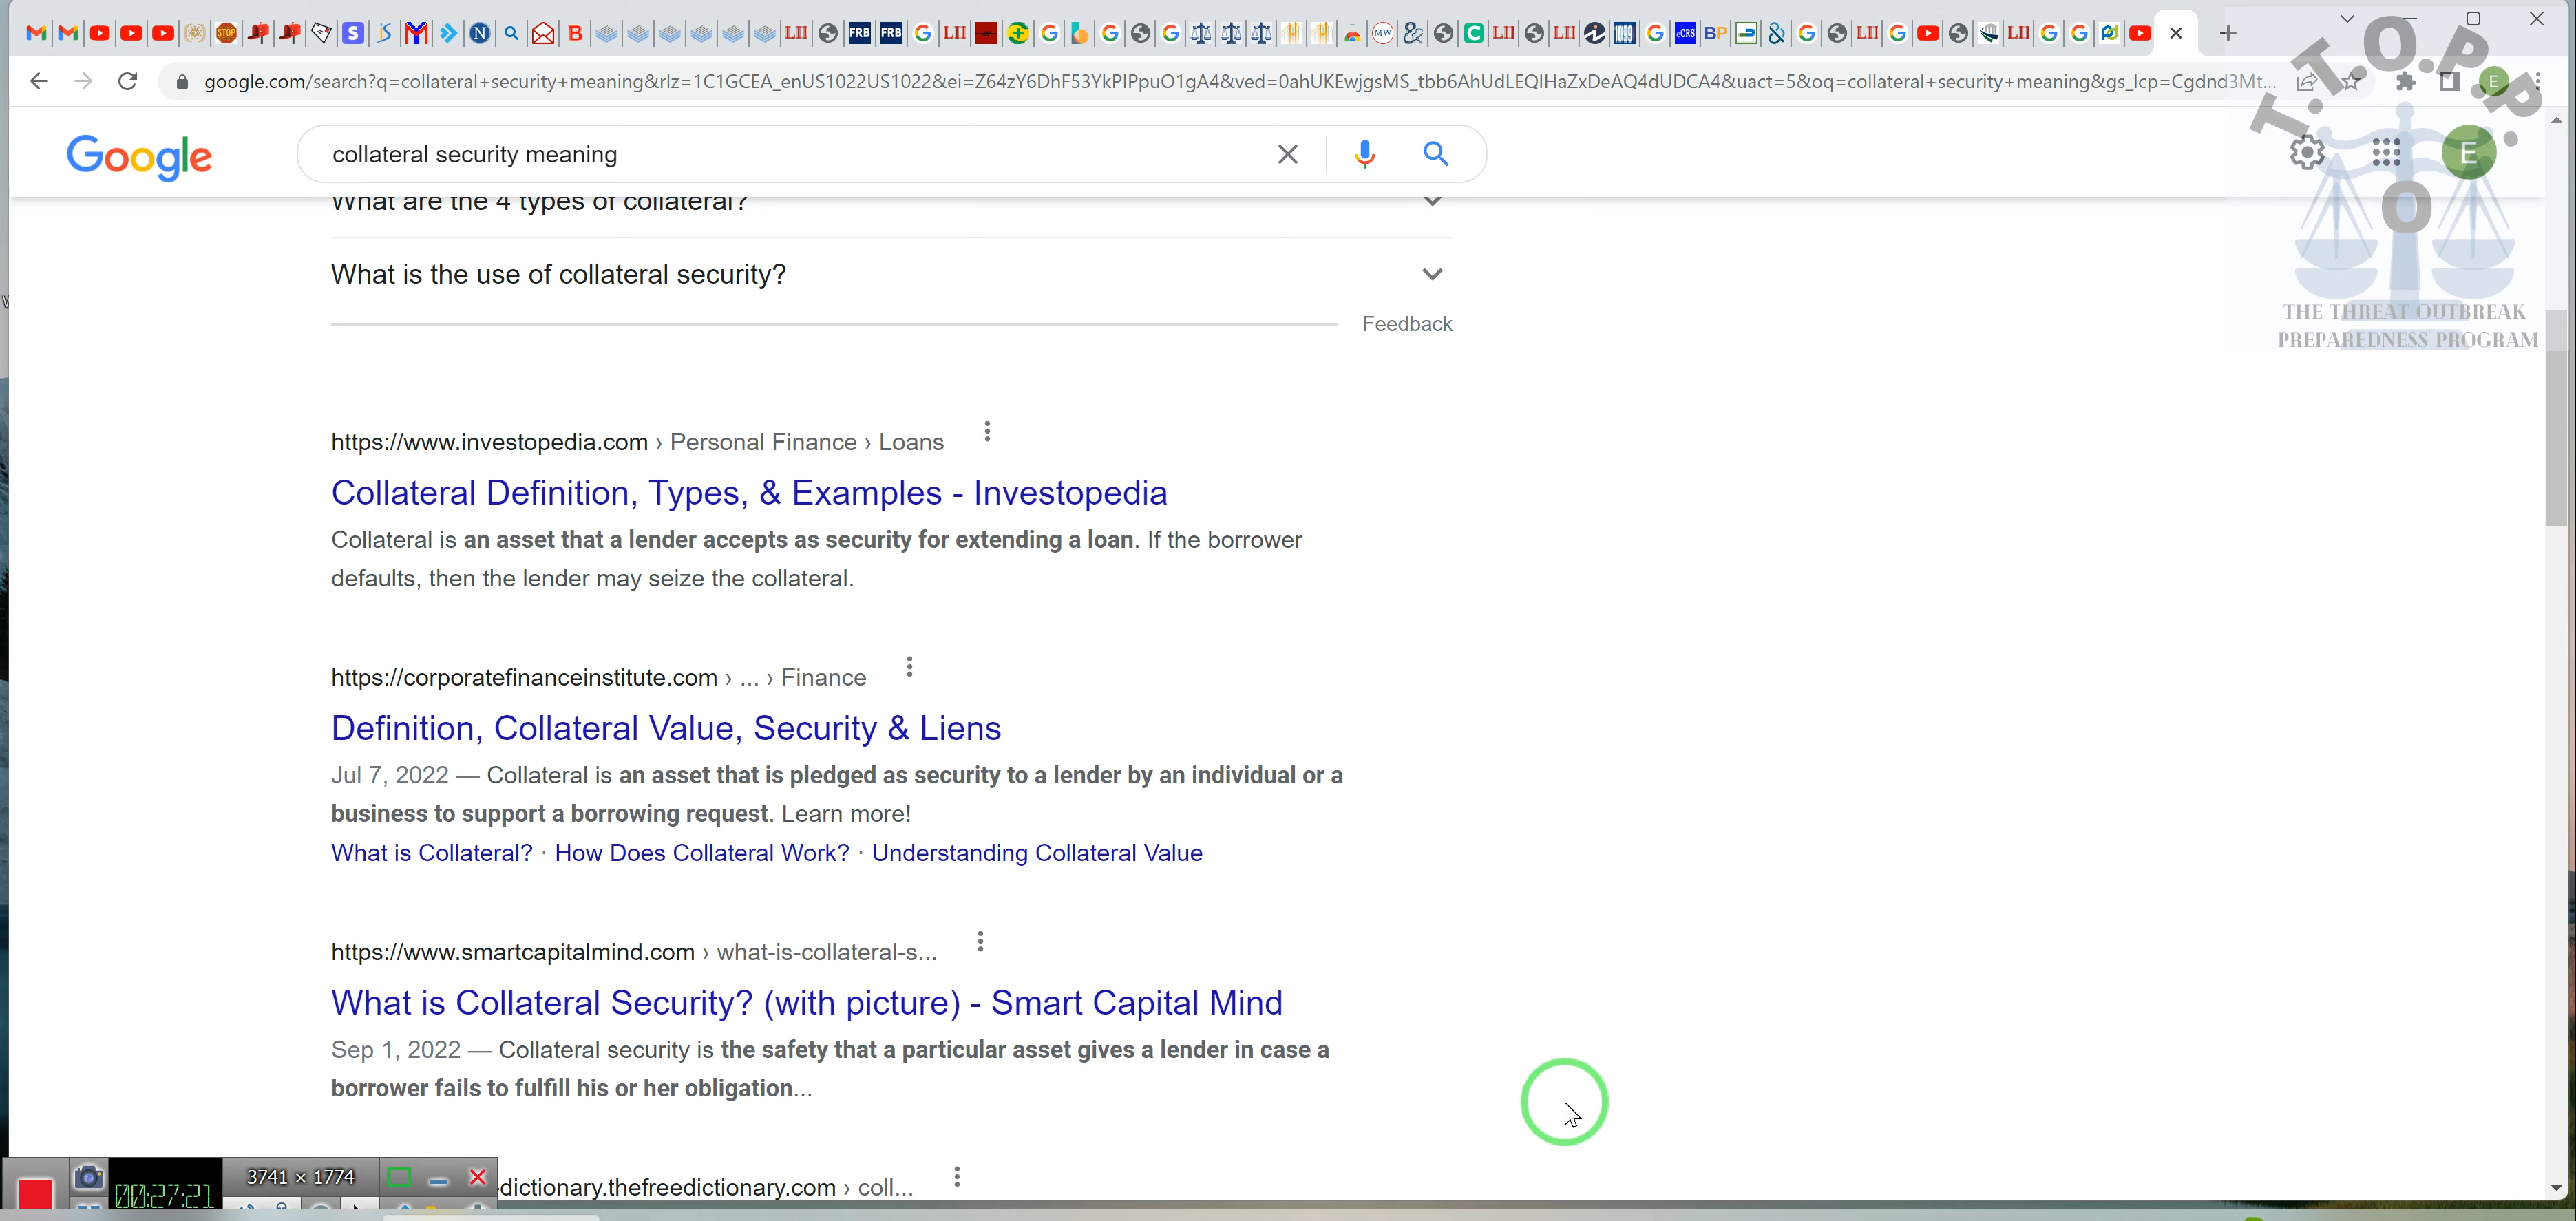 google.com/search?q=collateral+security+meaning&rlz=1C1GCEA_enUS1022US1022&ei=Z64zY6DhF53YkPIPpuO1gA4&ved=0ahUKEwjgsMS_tbb6AhUdLEQIHaZxDeAQ4dUDCA4&uact=5&oq=collateral+security+meaning&gs_lcp=Cgdnd3Mt...
T.T.O.P.P.O
Google
collateral security meaning
E
What are the 4 types of collateral?
What is the use of collateral security?
Feedback
THE THREAT OUTBREAK
PREPAREDNESS PROGRAM
https://www.investopedia.com › Personal Finance › Loans
Collateral Definition, Types, & Examples - Investopedia
Collateral is an asset that a lender accepts as security for extending a loan. If the borrower
defaults, then the lender may seize the collateral.
https://corporatefinanceinstitute.com › ... › Finance
Definition, Collateral Value, Security & Liens
Jul 7, 2022 — Collateral is an asset that is pledged as security to a lender by an individual or a
business to support a borrowing request. Learn more!
What is Collateral? · How Does Collateral Work? · Understanding Collateral Value
https://www.smartcapitalmind.com › what-is-collateral-s...
What is Collateral Security? (with picture) - Smart Capital Mind
Sep 1, 2022 — Collateral security is the safety that a particular asset gives a lender in case a
borrower fails to fulfill his or her obligation...
3741 × 1774
-dictionary.thefreedictionary.com › coll...